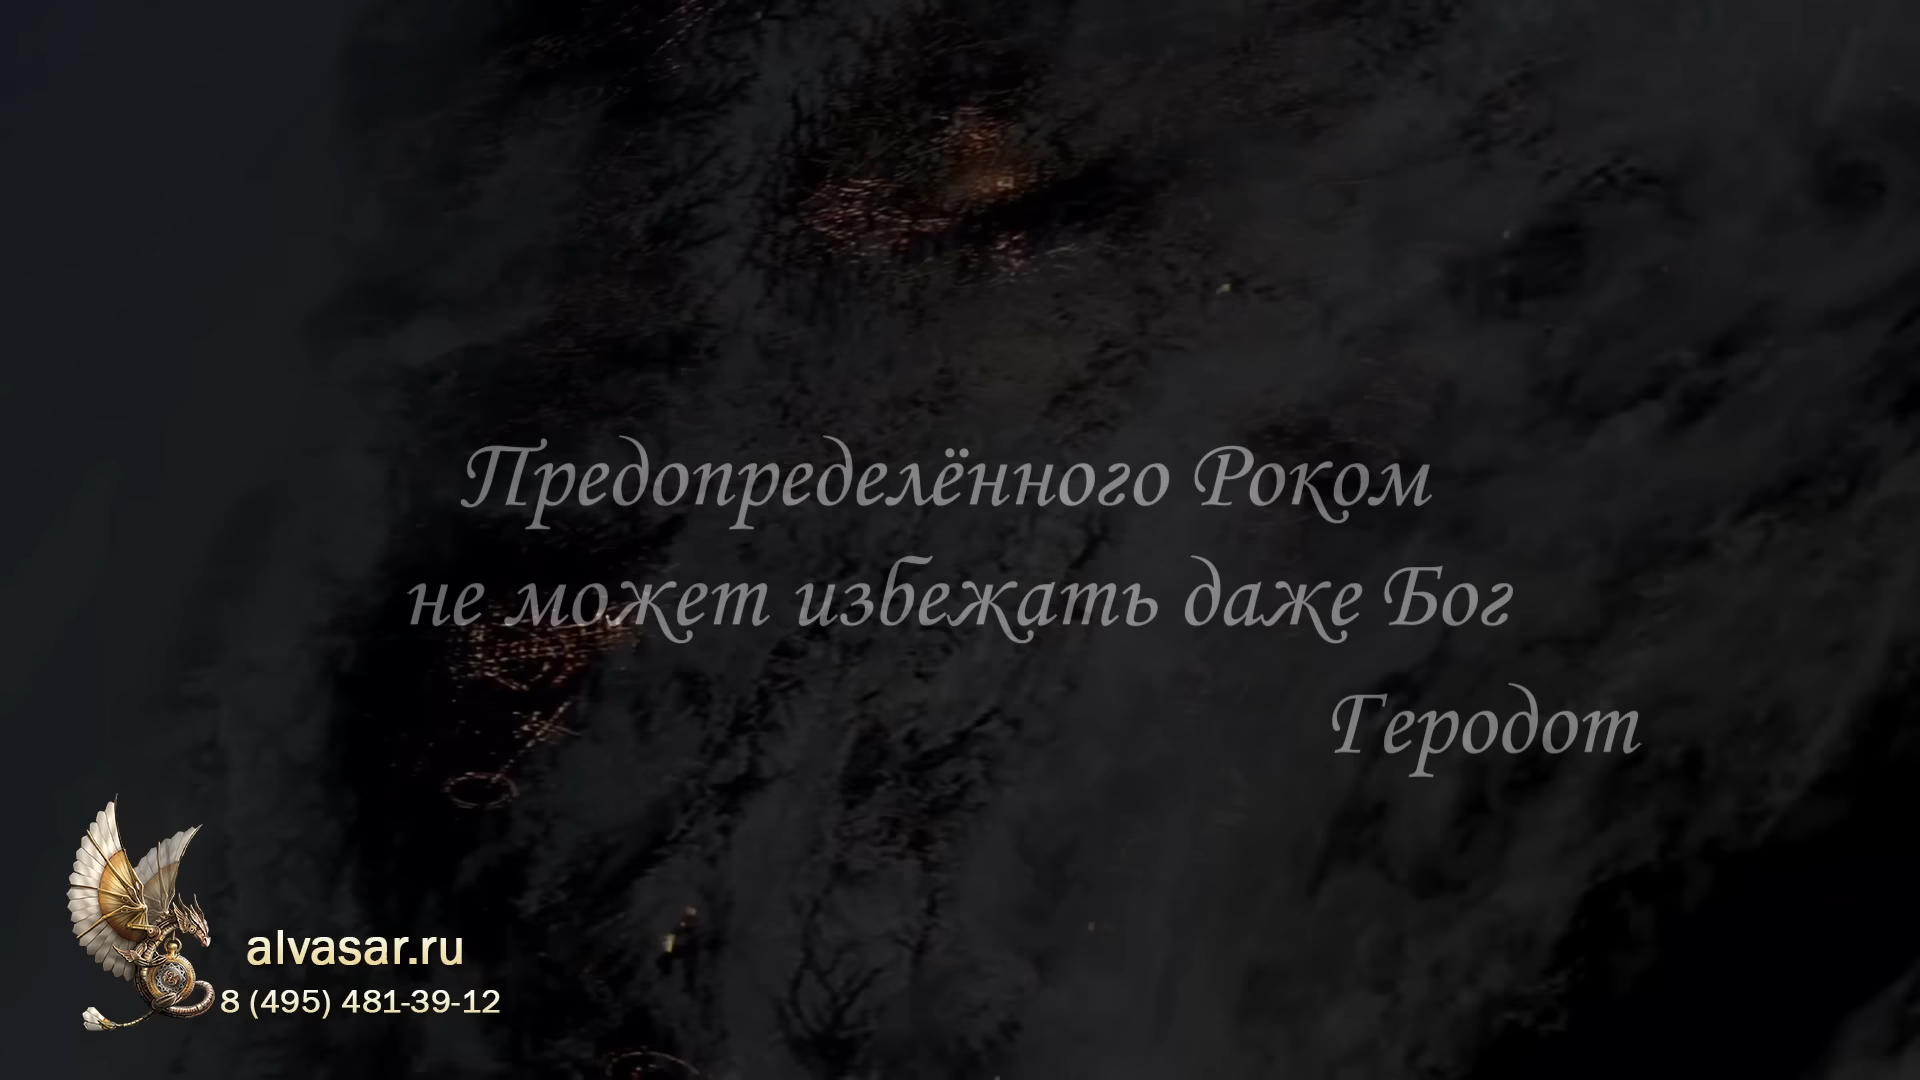 Предопределённого Роком
не может избежать даже Бог
Геродот
alvasar.ru
8 (495) 481-39-12